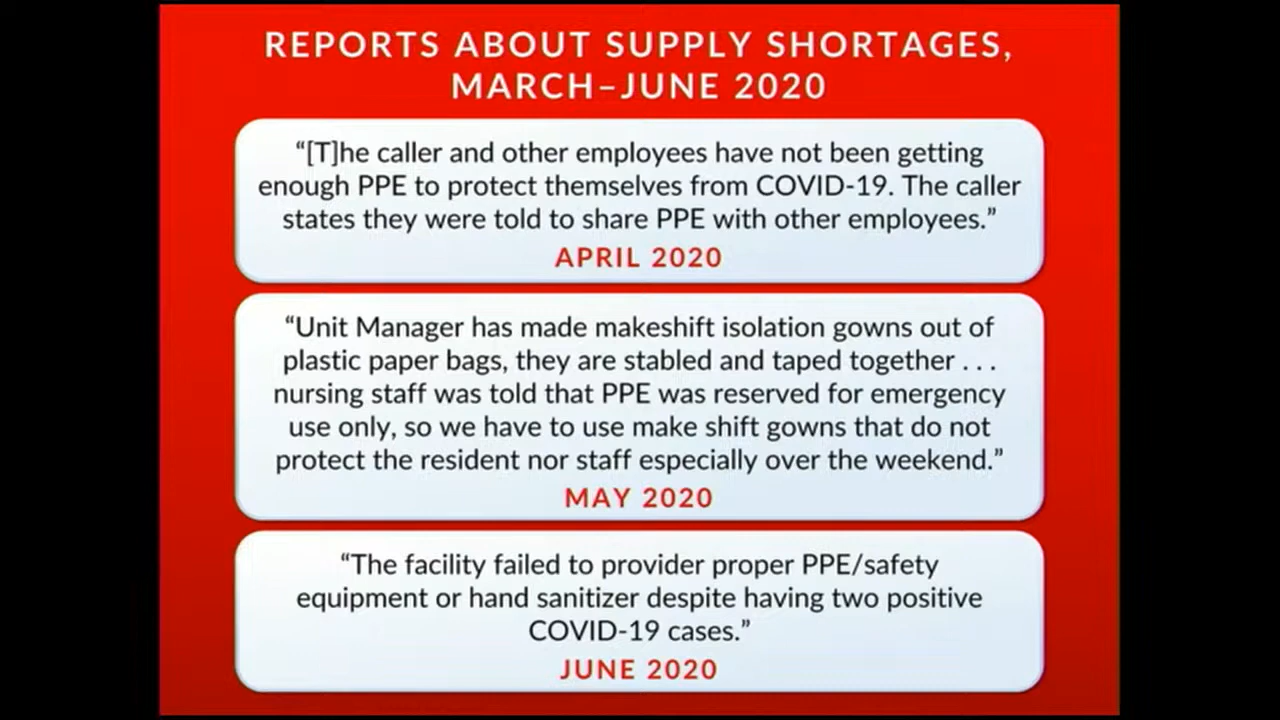 REPORTS ABOUT SUPPLY SHORTAGES,
MARCH–JUNE 2020
“[T]he caller and other employees have not been getting
enough PPE to protect themselves from COVID-19. The caller
states they were told to share PPE with other employees.”
APRIL 2020
“Unit Manager has made makeshift isolation gowns out of
plastic paper bags, they are stabled and taped together . . .
nursing staff was told that PPE was reserved for emergency
use only, so we have to use make shift gowns that do not
protect the resident nor staff especially over the weekend.”
MAY 2020
“The facility failed to provider proper PPE/safety
equipment or hand sanitizer despite having two positive
COVID-19 cases.”
JUNE 2020